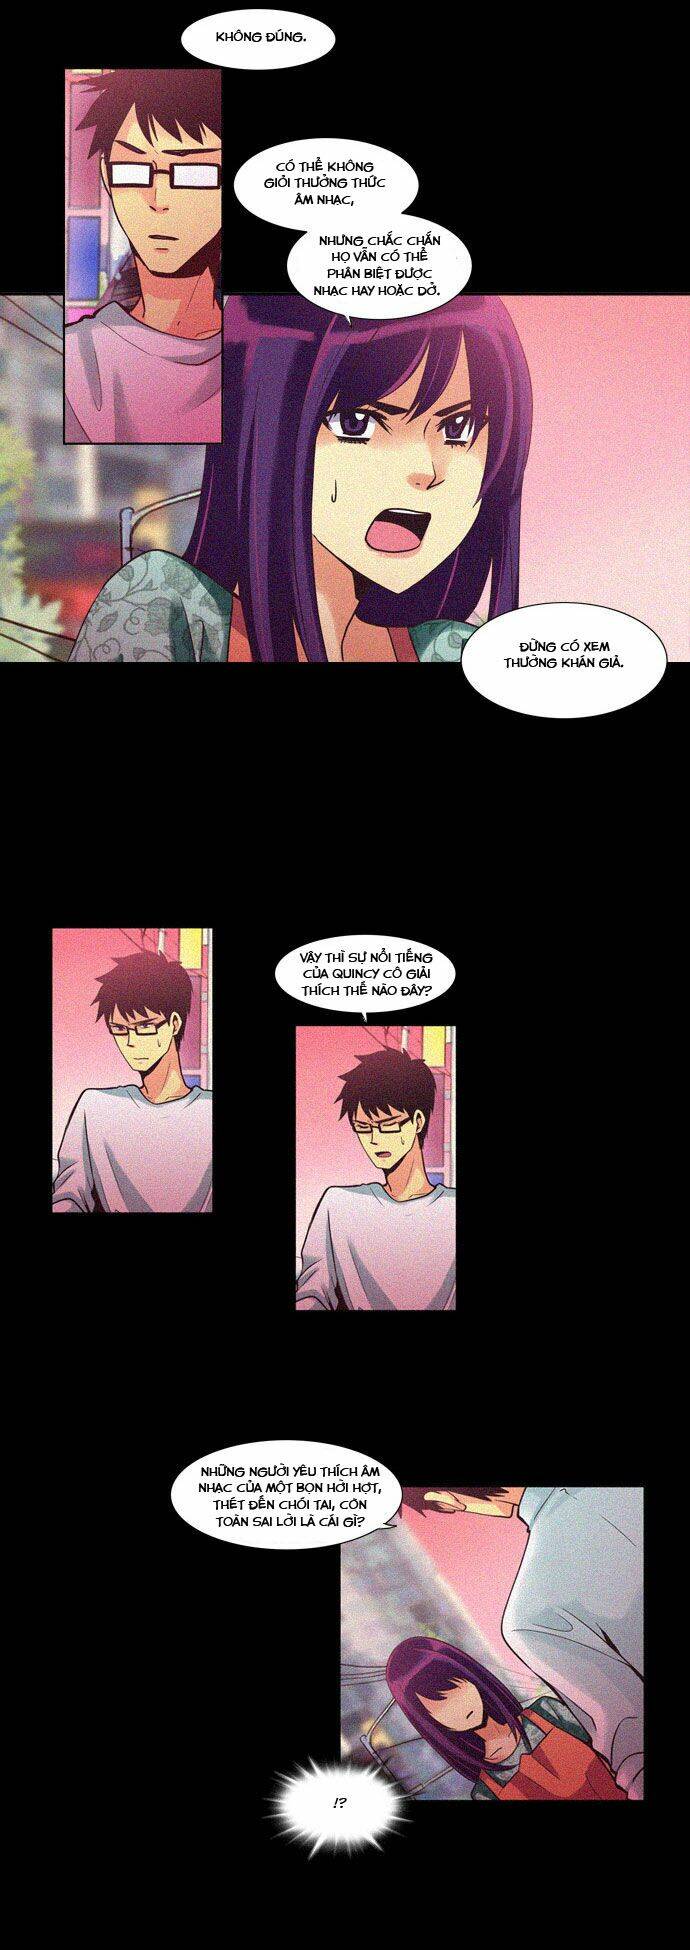 KHÔNG ĐÚNG.
CÓ THỂ KHÔNG
GIỎI THƯỞNG THỨC
ÂM NHẠC,
NHƯNG CHẮC CHẮN
HỌ VẪN CÓ THỂ
PHÂN BIỆT ĐƯỢC
NHẠC HAY HOẶC DỞ.
ĐỪNG CÓ XEM
THƯỜNG KHÁN GIẢ.
VẬY THÌ SỰ NỔI TIẾNG
CỦA QUINCY CÔ GIẢI
THÍCH THẾ NÀO ĐÂY?
NHỮNG NGƯỜI YÊU THÍCH ÂM
NHẠC CỦA MỘT BỌN HỜI HỢT,
THÉT ĐẾN CHÓI TAI, CÒN
TOÀN SAI LỜI LÀ CÁI GÌ?
!?